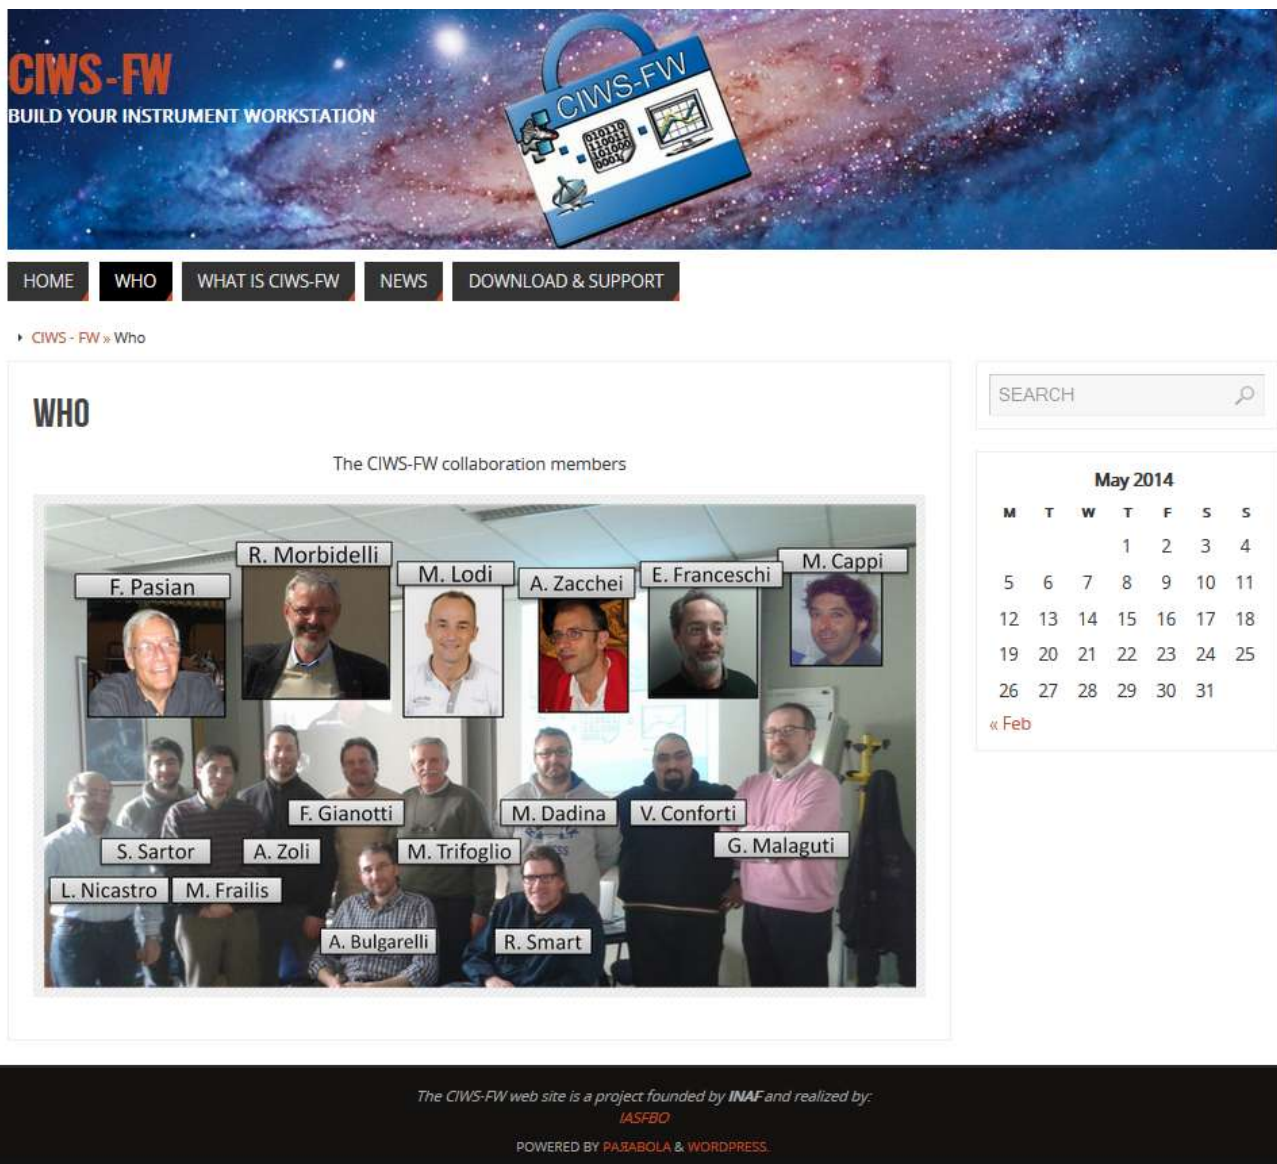 CIWS-FW
BUILD YOUR INSTRUMENT WORKSTATION
CIWS-FW
010110
110011
101000
0001
HOME
WHO
WHAT IS CIWS-FW
NEWS
DOWNLOAD & SUPPORT
CIWS - FW » Who
WHO
The CIWS-FW collaboration members
F. Pasian
R. Morbidelli
M. Lodi
A. Zacchei
E. Franceschi
M. Cappi
F. Gianotti
M. Dadina
V. Conforti
S. Sartor
A. Zoli
M. Trifoglio
G. Malaguti
L. Nicastro
M. Frailis
A. Bulgarelli
R. Smart
SEARCH
May 2014
M T W T F S S
1 2 3 4
5 6 7 8 9 10 11
12 13 14 15 16 17 18
19 20 21 22 23 24 25
26 27 28 29 30 31
« Feb
The CIWS-FW web site is a project founded by INAF and realized by:
IASFBO
POWERED BY PAЯABOLA & WORDPRESS.